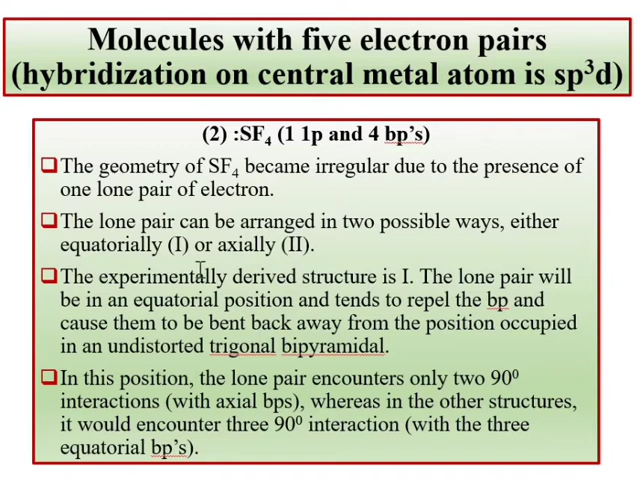 Molecules with five electron pairs
(hybridization on central metal atom is sp³d)
(2) :SF₄ (1 1p and 4 bp's)
❑The geometry of SF₄ became irregular due to the presence of
one lone pair of electron.
❑The lone pair can be arranged in two possible ways, either
equatorially (I) or axially (II).
❑The experimentally derived structure is I. The lone pair will
be in an equatorial position and tends to repel the bp and
cause them to be bent back away from the position occupied
in an undistorted trigonal bipyramidal.
❑In this position, the lone pair encounters only two 90⁰
interactions (with axial bps), whereas in the other structures,
it would encounter three 90⁰ interaction (with the three
equatorial bp's).